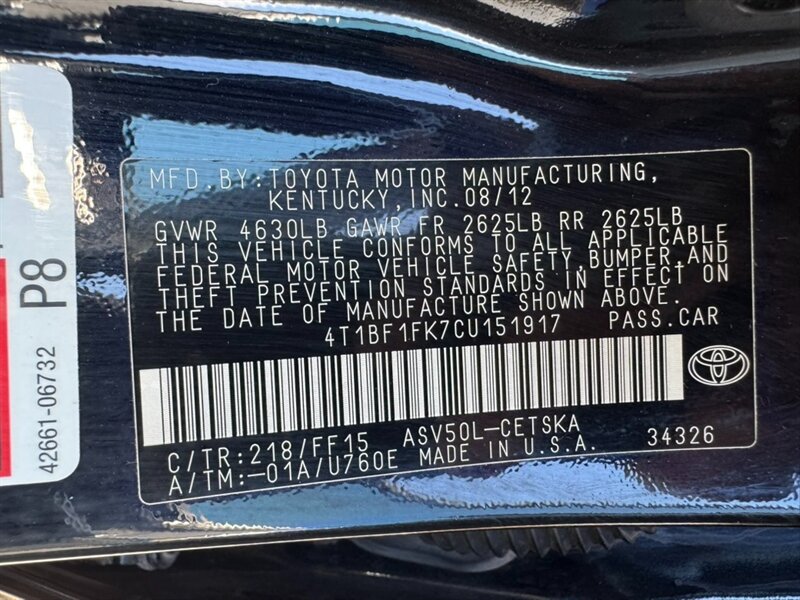 MFD.BY:TOYOTA MOTOR MANUFACTURING,
KENTUCKY,INC.08/12
GVWR 4630LB GAWR FR 2625LB RR 2625LB
THIS VEHICLE CONFORMS TO ALL APPLICABLE
FEDERAL MOTOR VEHICLE SAFETY,BUMPER,AND
THEFT PREVENTION STANDARDS IN EFFECT ON
THE DATE OF MANUFACTURE SHOWN ABOVE.
4T1BF1FK7CU151917 PASS.CAR
C/TR:218/FF15 ASV50L-CETSKA
A/TM:-01A/U760E MADE IN U.S.A. 34326
42661-06732 P8